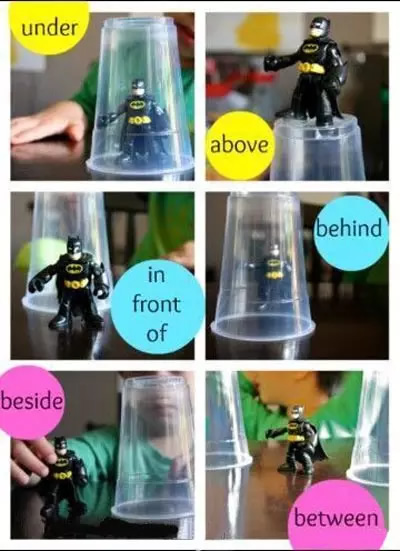 under
above
in
front
of
behind
beside
between